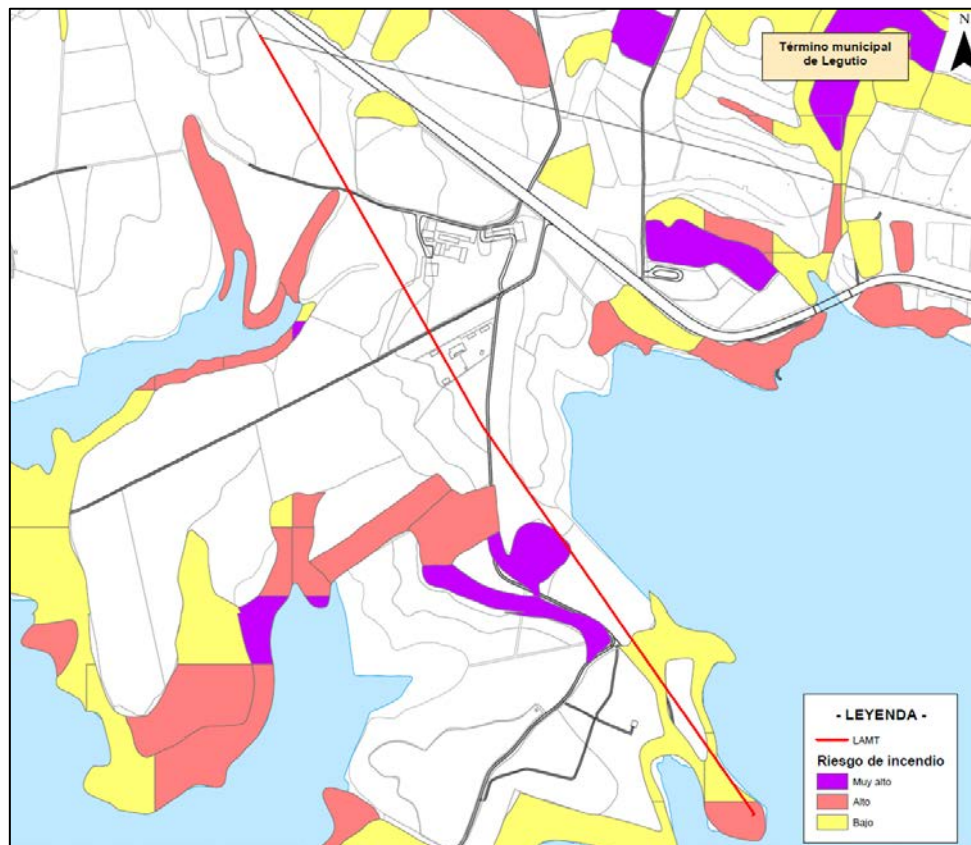 N
Término municipal
de Legutio
- LEYENDA -
LAMT
Riesgo de incendio
Muy alto
Alto
Bajo